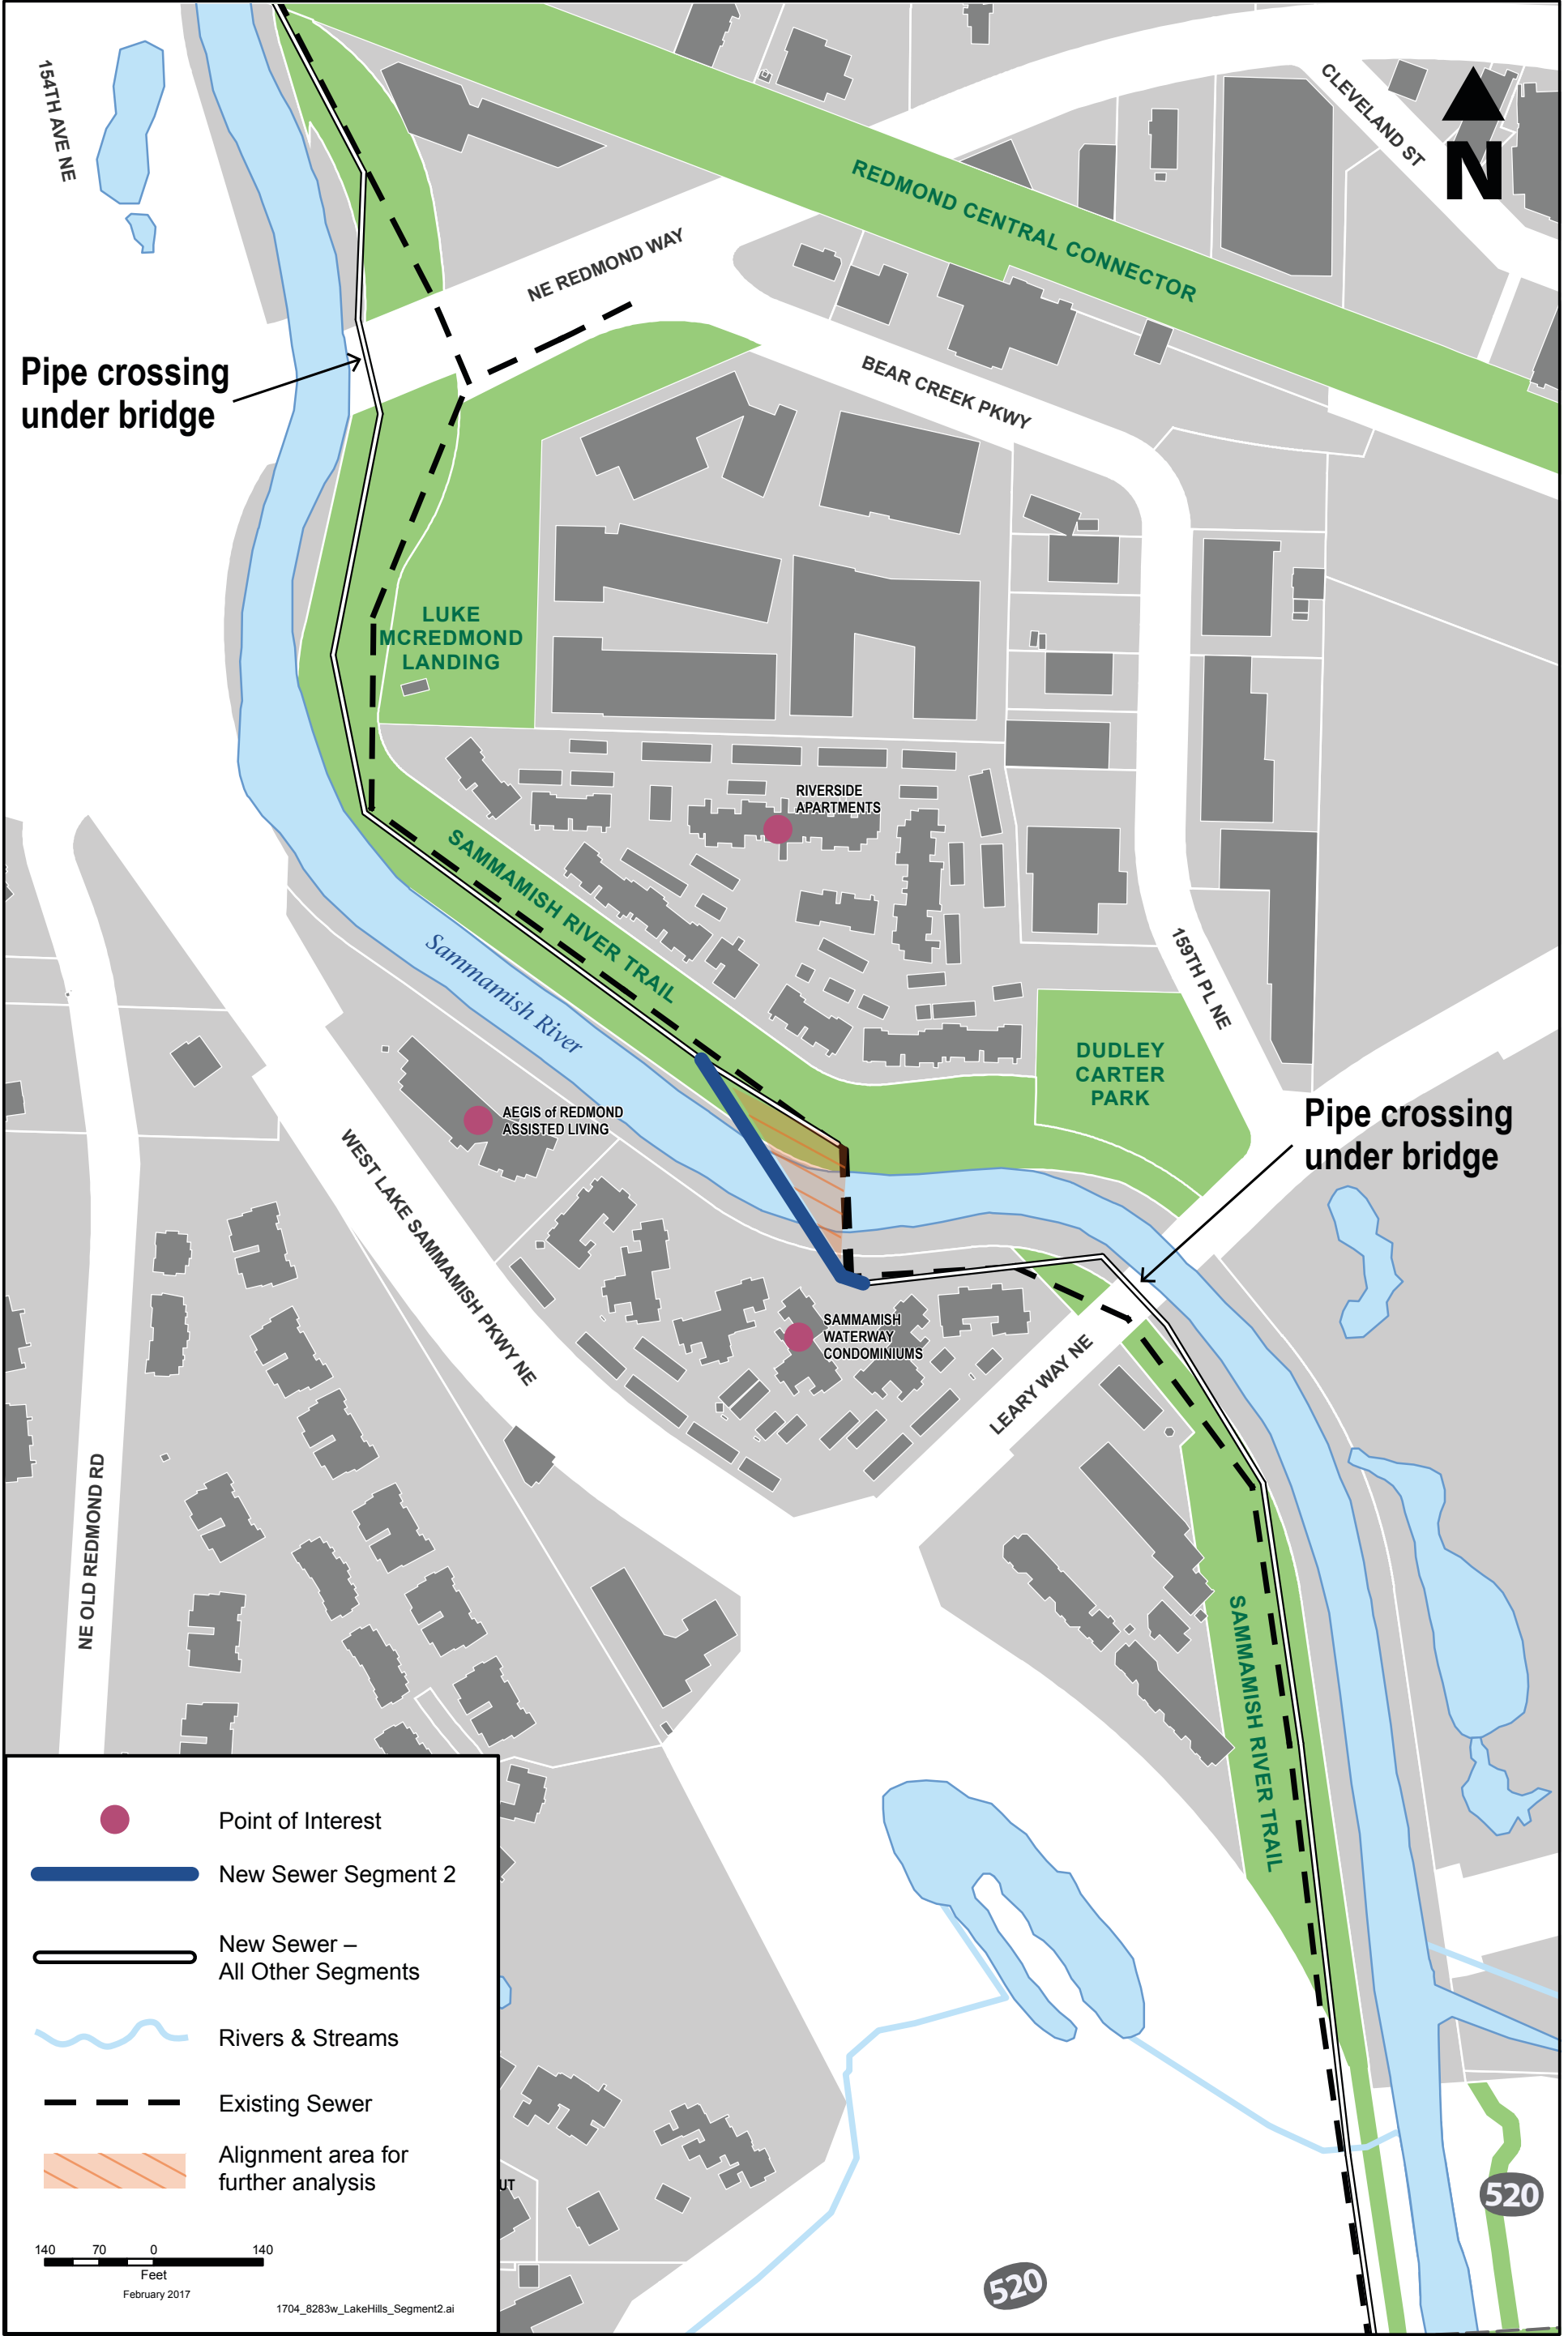 154TH AVE NE
CLEVELAND ST
N
REDMOND CENTRAL CONNECTOR
NE REDMOND WAY
Pipe crossing
under bridge
BEAR CREEK PKWY
LUKE
MCREDMOND
LANDING
RIVERSIDE
APARTMENTS
SAMMAMISH RIVER TRAIL
Sammamish River
159TH PL NE
DUDLEY
CARTER
PARK
Pipe crossing
under bridge
AEGIS of REDMOND
ASSISTED LIVING
WEST LAKE SAMMAMISH PKWY NE
SAMMAMISH
WATERWAY
CONDOMINIUMS
LEARY WAY NE
NE OLD REDMOND RD
SAMMAMISH RIVER TRAIL
Point of Interest
New Sewer Segment 2
New Sewer –
All Other Segments
Rivers & Streams
Existing Sewer
Alignment area for
further analysis
UT
520
520
140 70 0 140
Feet
February 2017
1704_8283w_LakeHills_Segment2.ai